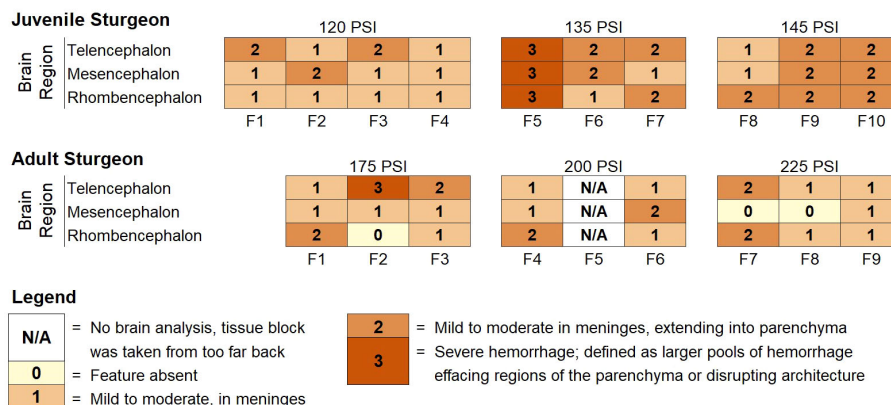 Juvenile Sturgeon
120 PSI 135 PSI 145 PSI
Brain Region
Telencephalon 2 1 2 1 3 2 2 1 2 2
Mesencephalon 1 2 1 1 3 2 1 1 2 2
Rhombencephalon 1 1 1 1 3 1 2 2 2 2
F1 F2 F3 F4 F5 F6 F7 F8 F9 F10
Adult Sturgeon
175 PSI 200 PSI 225 PSI
Brain Region
Telencephalon 1 3 2 1 N/A 1 2 1 1
Mesencephalon 1 1 1 1 N/A 2 0 0 1
Rhombencephalon 2 0 1 2 N/A 1 2 1 1
F1 F2 F3 F4 F5 F6 F7 F8 F9
Legend
N/A = No brain analysis, tissue block
was taken from too far back
0 = Feature absent
1 = Mild to moderate, in meninges
2 = Mild to moderate in meninges, extending into parenchyma
3 = Severe hemorrhage; defined as larger pools of hemorrhage
effacing regions of the parenchyma or disrupting architecture